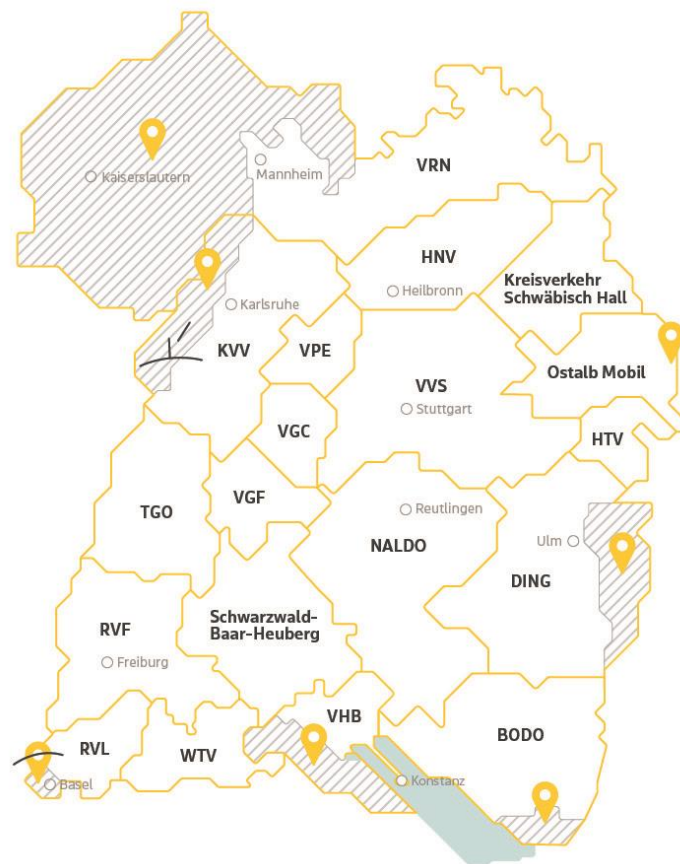 Kaiserslautern
Mannheim
VRN
HNV
Heilbronn
Kreisverkehr
Schwäbisch Hall
Karlsruhe
KVV
VPE
Ostalb Mobil
VVS
Stuttgart
VGC
HTV
TGO
VGF
Reutlingen
NALDO
Ulm
DING
Schwarzwald-
Baar-Heuberg
RVF
Freiburg
VHB
BODO
RVL
WTV
Basel
Konstanz